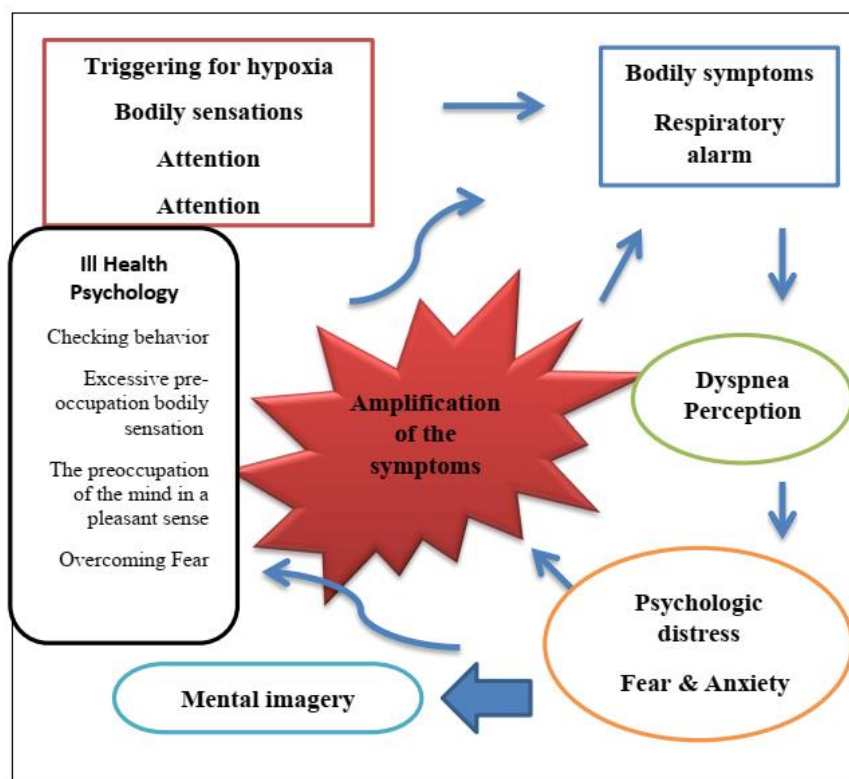 Triggering for hypoxia
Bodily sensations
Attention
Attention
Bodily symptoms
Respiratory
alarm
Ill Health
Psychology
Checking behavior
Excessive pre-
occupation bodily
sensation
The preoccupation
of the mind in a
pleasant sense
Overcoming Fear
Amplification
of the
symptoms
Dyspnea
Perception
Psychologic
distress
Fear & Anxiety
Mental imagery